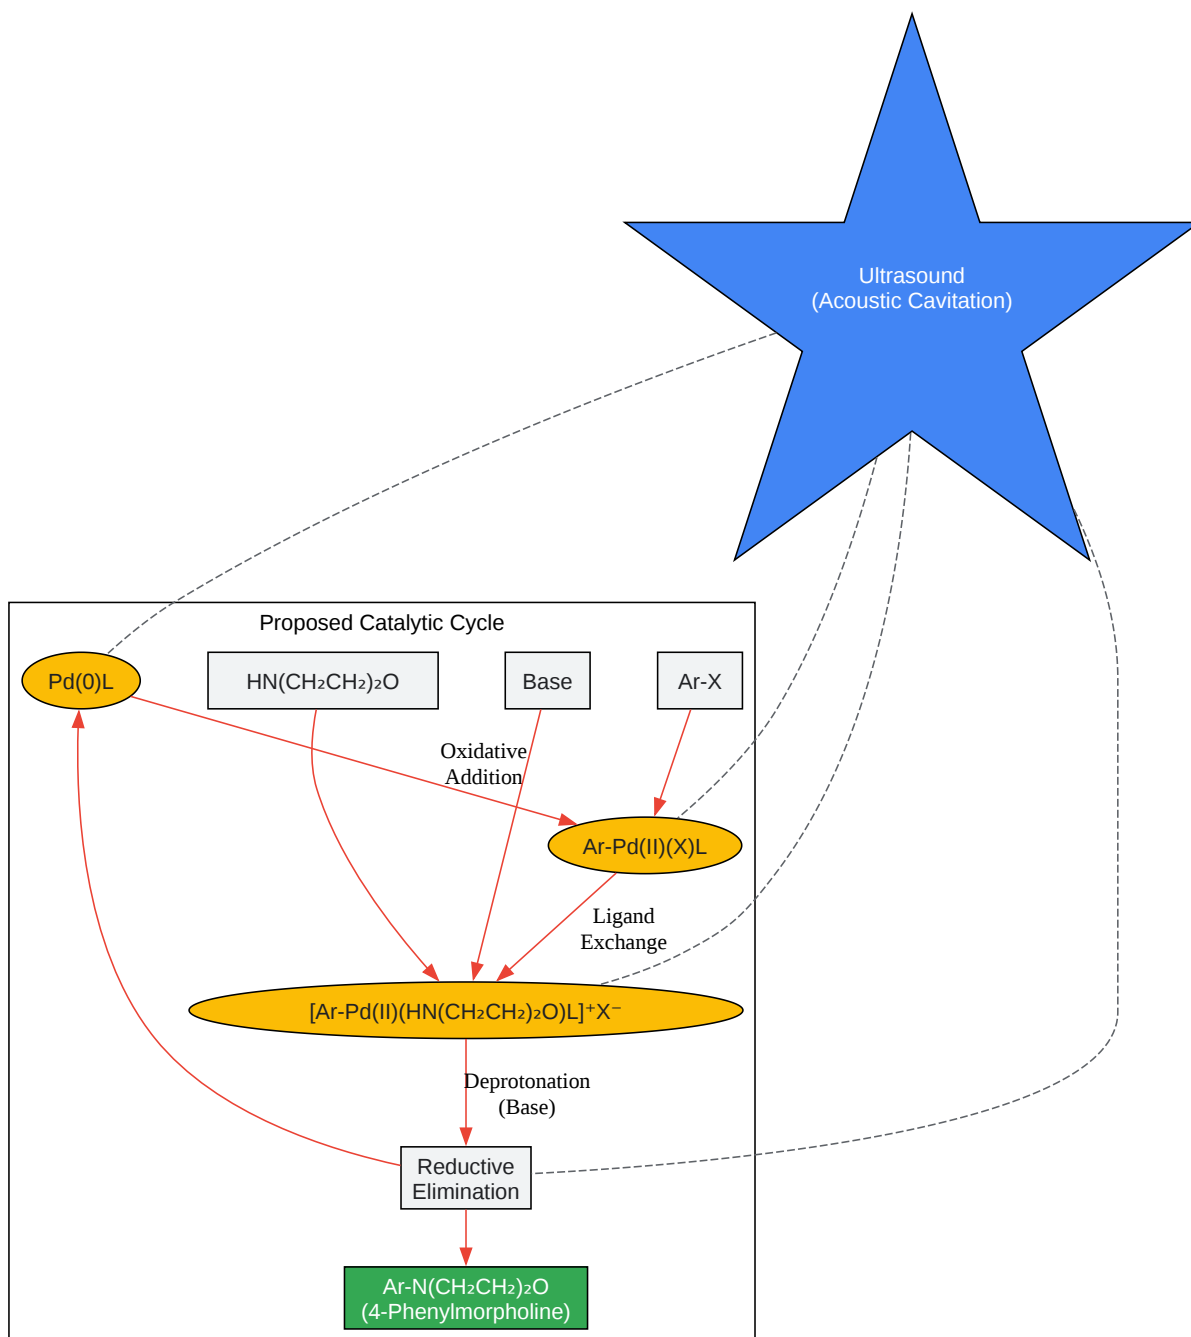 Ultrasound
(Acoustic Cavitation)
Proposed Catalytic Cycle
Pd(0)L
HN(CH₂CH₂)₂O
Base
Ar-X
Oxidative
Addition
Ar-Pd(II)(X)L
Ligand
Exchange
[Ar-Pd(II)(HN(CH₂CH₂)₂O)L]⁺X⁻
Deprotonation
(Base)
Reductive
Elimination
Ar-N(CH₂CH₂)₂O
(4-Phenylmorpholine)